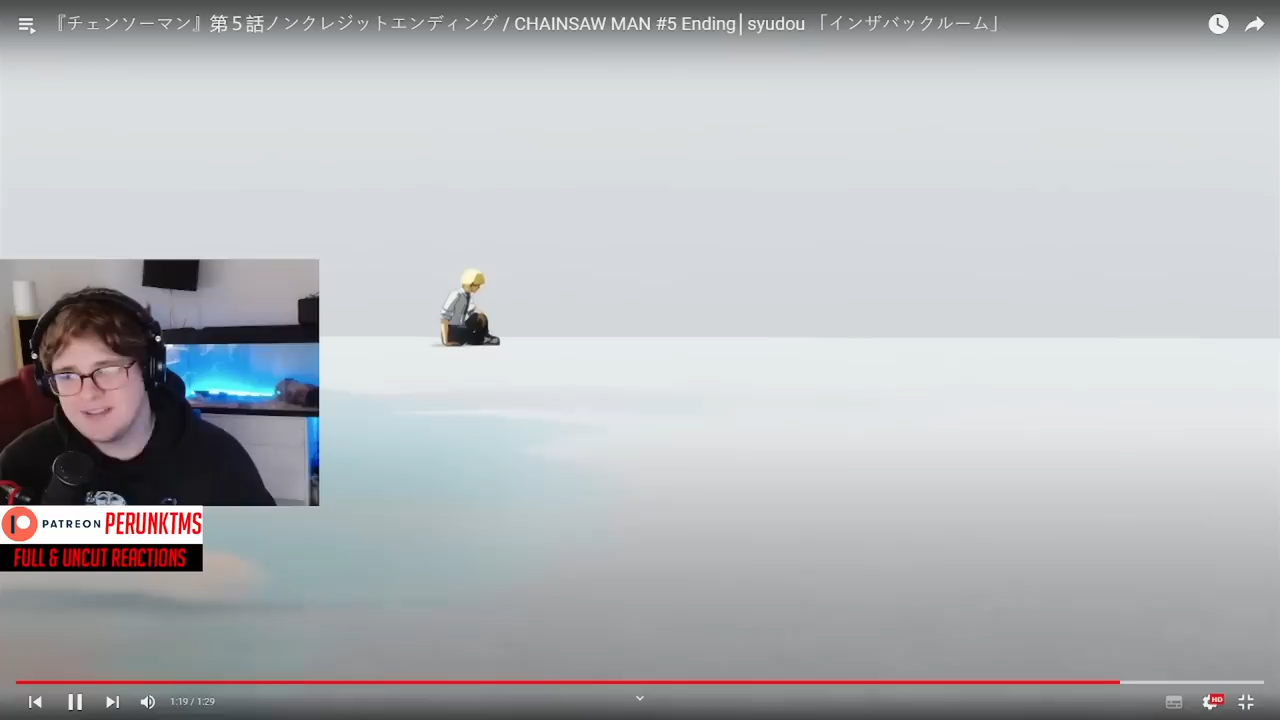 『チェンソーマン』第５話ノンクレジットエンディング / CHAINSAW MAN #5 Ending│syudou 「インザバックルーム」
PATREON PERUNKTMS
FULL & UNCUT REACTIONS
1:19 / 1:29
HD